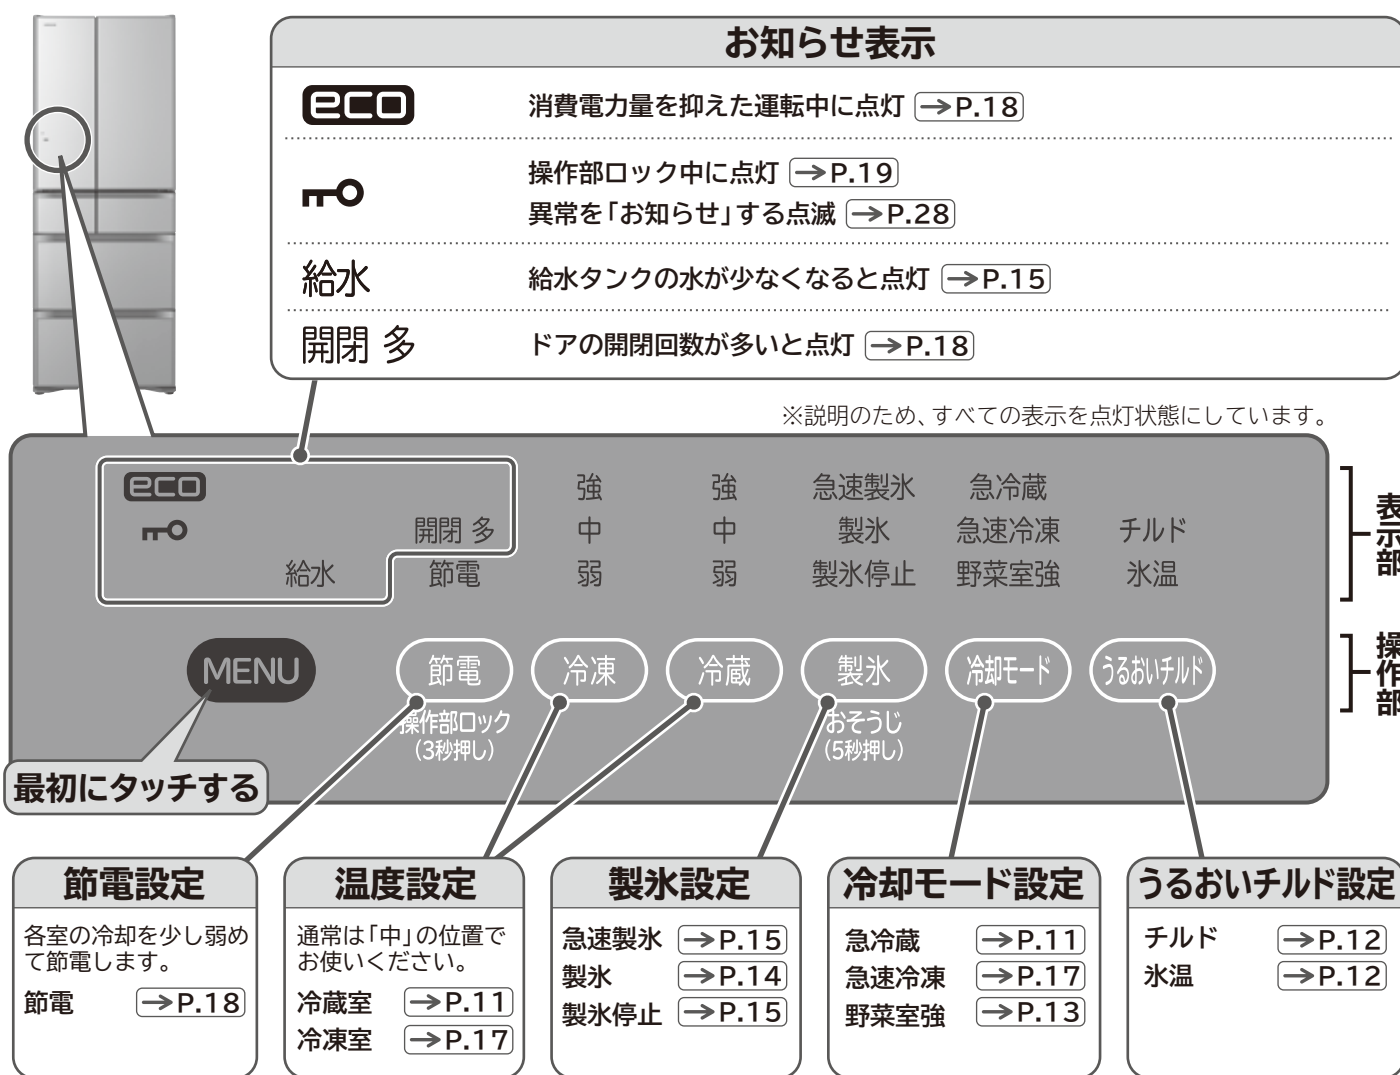 お知らせ表示
eco 消費電力量を抑えた運転中に点灯 →P.18
操作部ロック中に点灯 →P.19
異常を「お知らせ」する点滅 →P.28
給水 給水タンクの水が少なくなると点灯 →P.15
開閉 多 ドアの開閉回数が多いと点灯 →P.18
※説明のため、すべての表示を点灯状態にしています。
eco 強 強 急速製氷 急冷蔵
開閉 多 中 中 製氷 急速冷凍 チルド
給水 節電 弱 弱 製氷停止 野菜室強 氷温
表示部
MENU 節電 冷凍 冷蔵 製氷 冷却モード うるおいチルド
操作部
操作部ロック おそうじ
(3秒押し) (5秒押し)
最初にタッチする
節電設定
各室の冷却を少し弱め
て節電します。
節電 →P.18
温度設定
通常は「中」の位置で
お使いください。
冷蔵室 →P.11
冷凍室 →P.17
製氷設定
急速製氷 →P.15
製氷 →P.14
製氷停止 →P.15
冷却モード設定
急冷蔵 →P.11
急速冷凍 →P.17
野菜室強 →P.13
うるおいチルド設定
チルド →P.12
氷温 →P.12